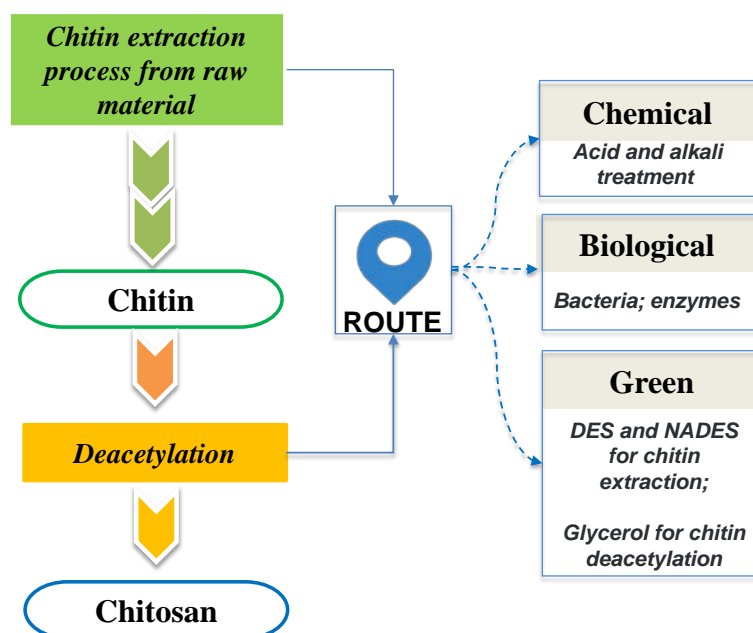 Chitin extraction
process from raw
material
Chitin
Deacetylation
Chitosan
ROUTE
Chemical
Acid and alkali
treatment
Biological
Bacteria; enzymes
Green
DES and NADES
for chitin
extraction;
Glycerol for chitin
deacetylation